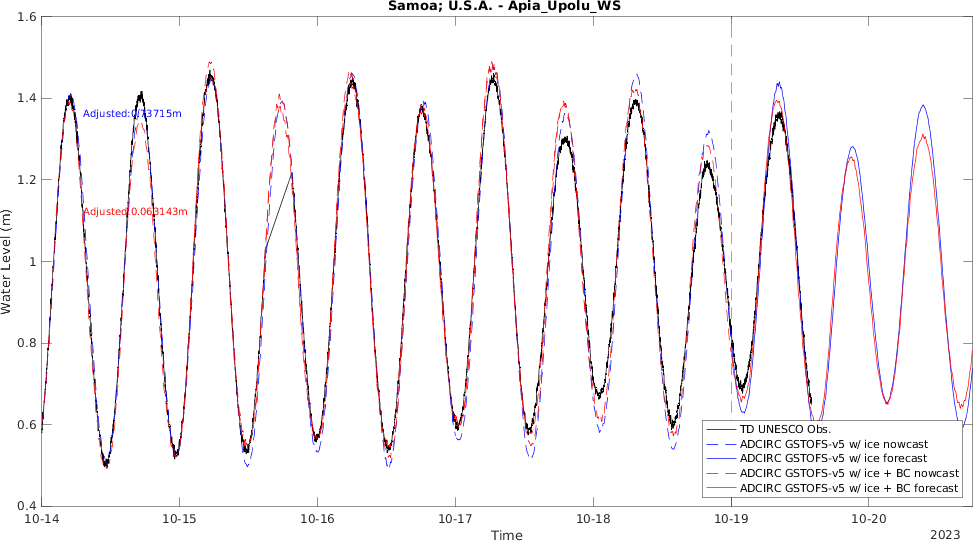 Samoa; U.S.A. - Apia_Upolu_WS
1.6
1.4
1.2
1
0.8
0.6
0.4
Water Level (m)
Adjusted:0.73715m
Adjusted:0.063143m
TD UNESCO Obs.
ADCIRC GSTOFS-v5 w/ ice nowcast
ADCIRC GSTOFS-v5 w/ ice forecast
ADCIRC GSTOFS-v5 w/ ice + BC nowcast
ADCIRC GSTOFS-v5 w/ ice + BC forecast
10-14 10-15 10-16 10-17 10-18 10-19 10-20
Time
2023